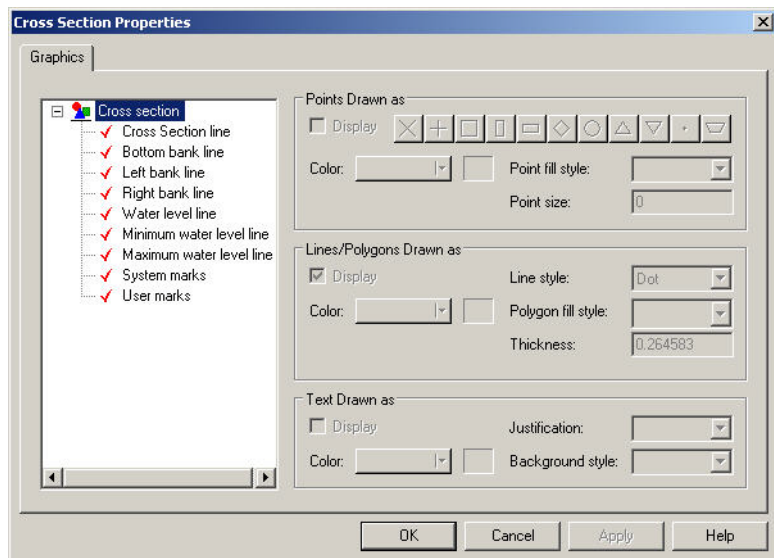 Cross Section Properties
Graphics
Cross section
Cross Section line
Bottom bank line
Left bank line
Right bank line
Water level line
Minimum water level line
Maximum water level line
System marks
User marks
Points Drawn as
Display
Color:
Point fill style:
Point size: 0
Lines/Polygons Drawn as
Display
Line style: Dot
Color:
Polygon fill style:
Thickness: 0.264583
Text Drawn as
Display
Justification:
Color:
Background style:
OK Cancel Apply Help